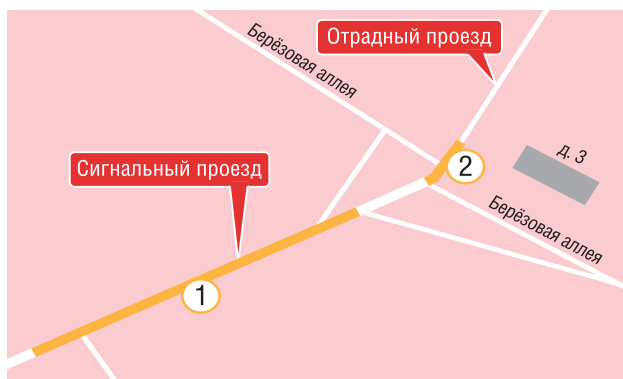 Берёзовая аллея
Отрадный проезд
Сигнальный проезд
2
д. 3
Берёзовая аллея
1